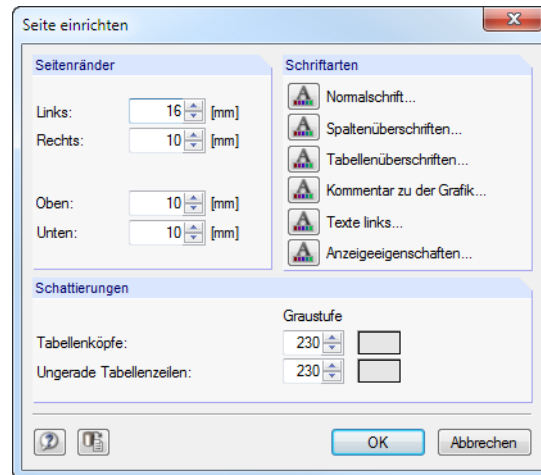 Seite einrichten
Seitenränder
Links: 16 [mm]
Rechts: 10 [mm]
Oben: 10 [mm]
Unten: 10 [mm]
Schriftarten
Normalschrift...
Spaltenüberschriften...
Tabellenüberschriften...
Kommentar zu der Grafik...
Texte links...
Anzeigeeigenschaften...
Schattierungen
Graustufe
Tabellenköpfe: 230
Ungerade Tabellenzeilen: 230
OK Abbrechen